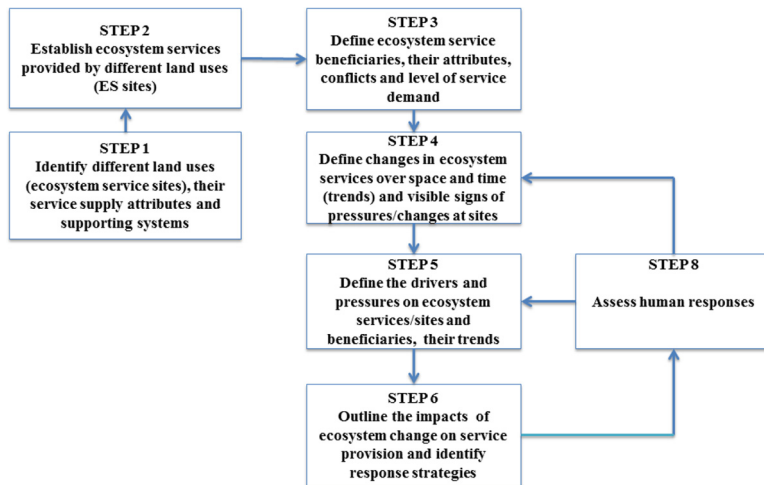 STEP 2
Establish ecosystem services
provided by different land uses
(ES sites)
STEP 1
Identify different land uses
(ecosystem service sites), their
service supply attributes and
supporting systems
STEP 3
Define ecosystem service
beneficiaries, their attributes,
conflicts and level of service
demand
STEP 4
Define changes in ecosystem
services over space and time
(trends) and visible signs of
pressures/changes at sites
STEP 5
Define the drivers and
pressures on ecosystem
services/sites and
beneficiaries, their trends
STEP 6
Outline the impacts of
ecosystem change on service
provision and identify
response strategies
STEP 8
Assess human responses